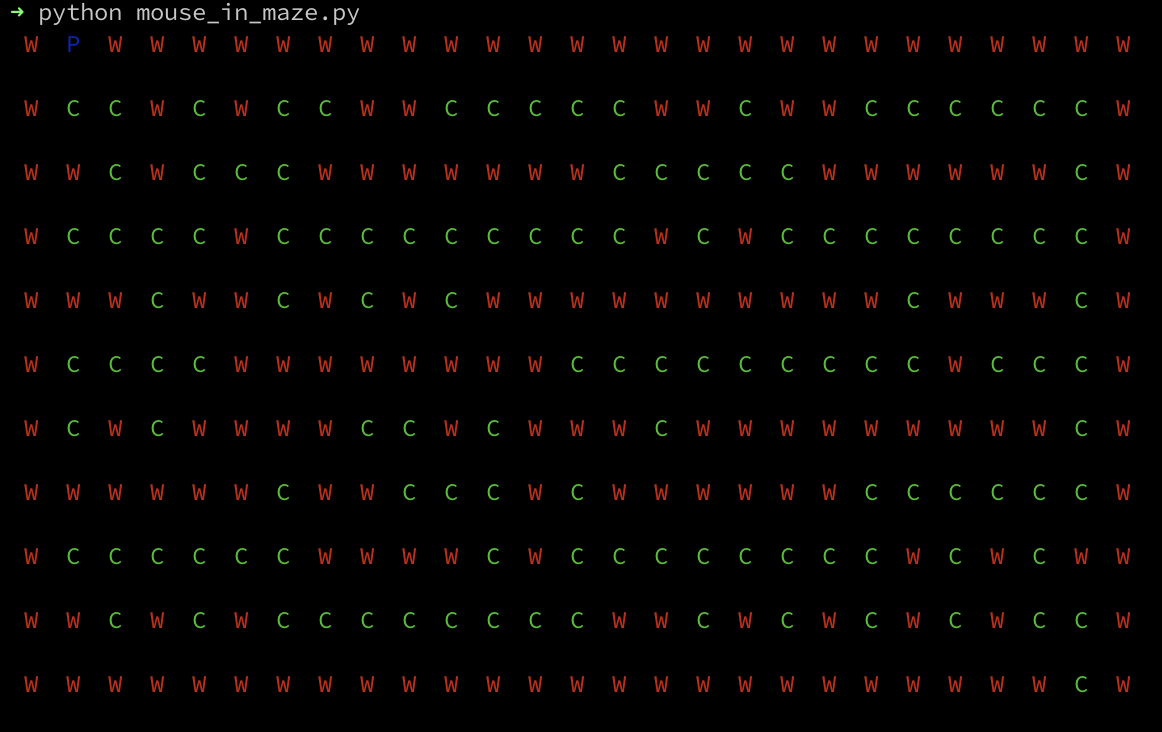 → python mouse_in_maze.py
W P W W W W W W W W W W W W W W W W W W W W W W W W W
W C C W C W C C W W C C C C C W W C W W C C C C C C W
W W C W C C C W W W W W W W C C C C C W W W W W W C W
W C C C C W C C C C C C C C C W C W C C C C C C C C W
W W W C W W C W C W C W W W W W W W W W W C W W W C W
W C C C C W W W W W W W W C C C C C C C C C W C C C W
W C W C W W W W C C W C W W W C W W W W W W W W W C W
W W W W W W C W W C C C W C W W W W W W C C C C C C W
W C C C C C C W W W W C W C C C C C C C C W C W C W W
W W C W C W C C C C C C C C W W C W C W C W C W C C W
W W W W W W W W W W W W W W W W W W W W W W W W W C W